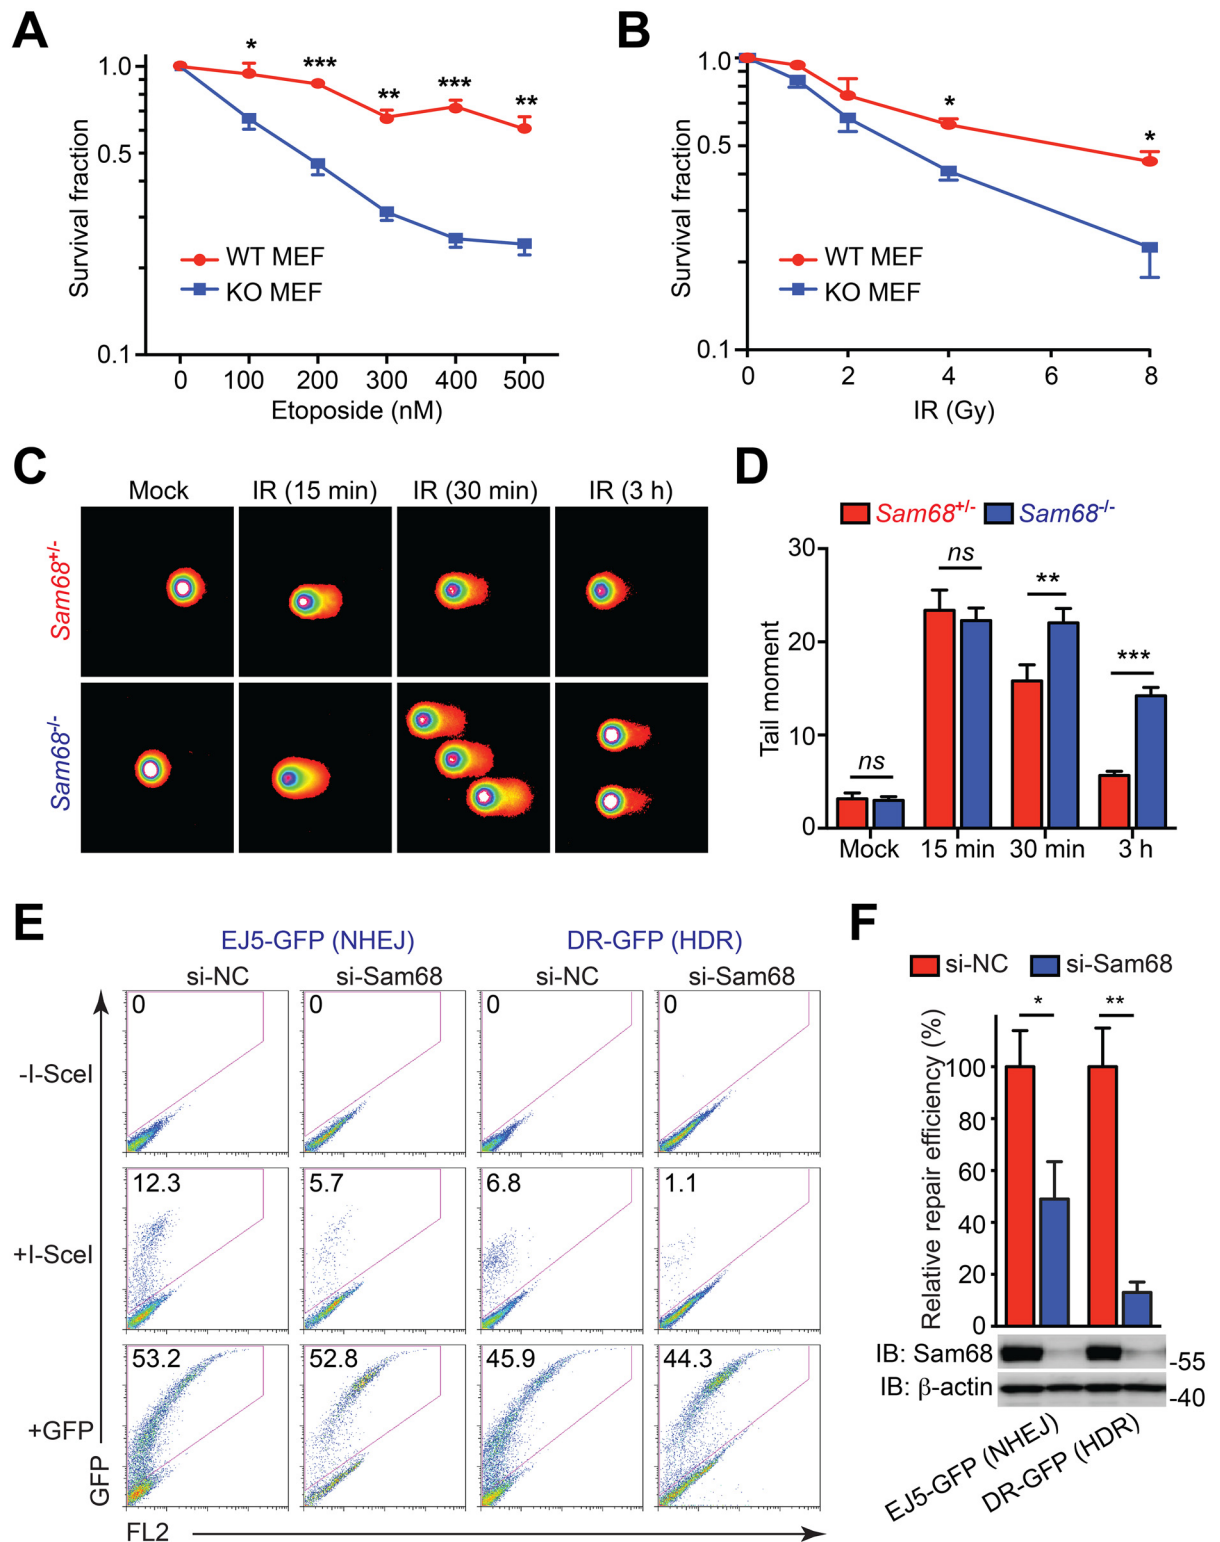 A
1.0
0.5
0.1
Survival fraction
* *** ** *** **
WT MEF
KO MEF
0 100 200 300 400 500
Etoposide (nM)
B
1.0
0.5
0.1
Survival fraction
* *
WT MEF
KO MEF
0 2 4 6 8
IR (Gy)
C
Mock IR (15 min) IR (30 min) IR (3 h)
Sam68+/-
Sam68-/-
D
Sam68+/- Sam68-/-
30
20
10
0
Tail moment
ns ns ** ***
Mock 15 min 30 min 3 h
E
EJ5-GFP (NHEJ) DR-GFP (HDR)
si-NC si-Sam68 si-NC si-Sam68
-I-SceI 0 0 0 0
+I-SceI 12.3 5.7 6.8 1.1
+GFP 53.2 52.8 45.9 44.3
GFP
FL2
F
si-NC si-Sam68
* **
Relative repair efficiency (%)
100
80
60
40
20
0
IB: Sam68 -55
IB: β-actin -40
EJ5-GFP (NHEJ)
DR-GFP (HDR)